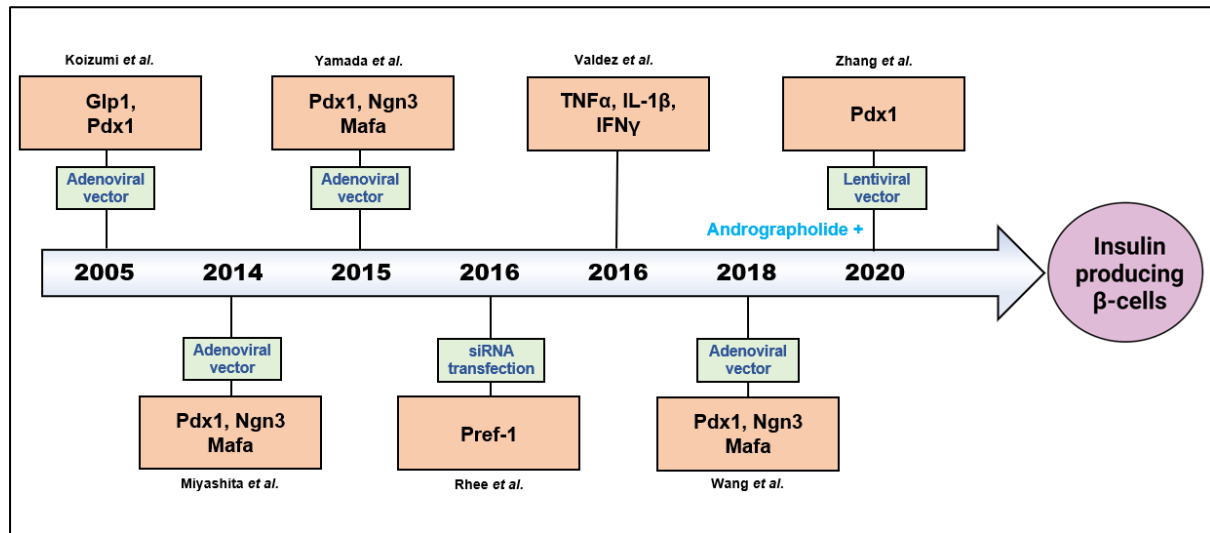 Koizumi et al.
Yamada et al.
Valdez et al.
Zhang et al.
Glp1,
Pdx1
Pdx1, Ngn3
Mafa
TNFα, IL-1β,
IFNγ
Pdx1
Adenoviral
vector
Adenoviral
vector
Lentiviral
vector
Andrographolide +
2005
2014
2015
2016
2016
2018
2020
Insulin
producing
β-cells
Adenoviral
vector
siRNA
transfection
Adenoviral
vector
Pdx1, Ngn3
Mafa
Pref-1
Pdx1, Ngn3
Mafa
Miyashita et al.
Rhee et al.
Wang et al.